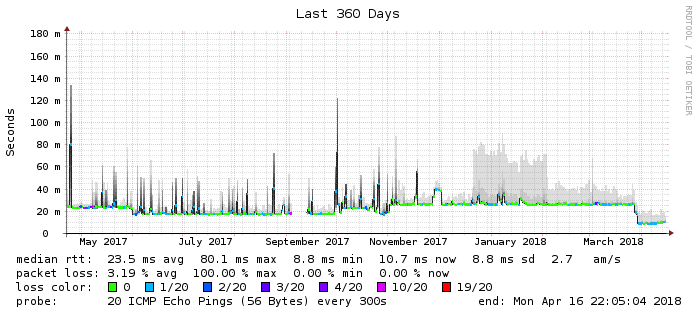 Last 360 Days
RRDTOOL / TOBI OETIKER
Seconds
180 m
160 m
140 m
120 m
100 m
80 m
60 m
40 m
20 m
0
May 2017 July 2017 September 2017 November 2017 January 2018 March 2018
median rtt: 23.5 ms avg 80.1 ms max 8.8 ms min 10.7 ms now 8.8 ms sd 2.7 am/s
packet loss: 3.19 % avg 100.00 % max 0.00 % min 0.00 % now
loss color: 0 1/20 2/20 3/20 4/20 10/20 19/20
probe: 20 ICMP Echo Pings (56 Bytes) every 300s end: Mon Apr 16 22:05:04 2018